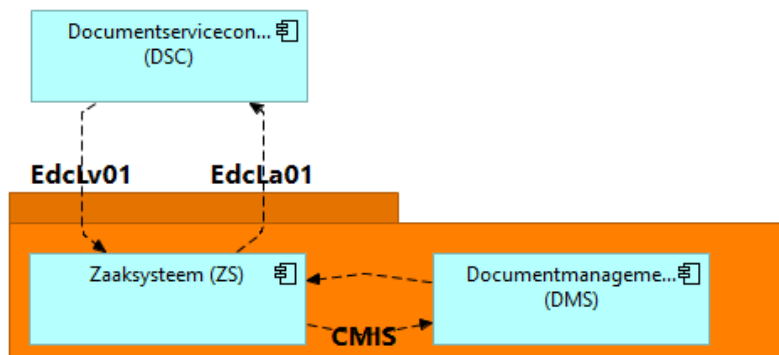 Documentservicecon...
(DSC)
EdcLv01 EdcLa01
Zaaksysteem (ZS)
Documentmanageme...
(DMS)
CMIS